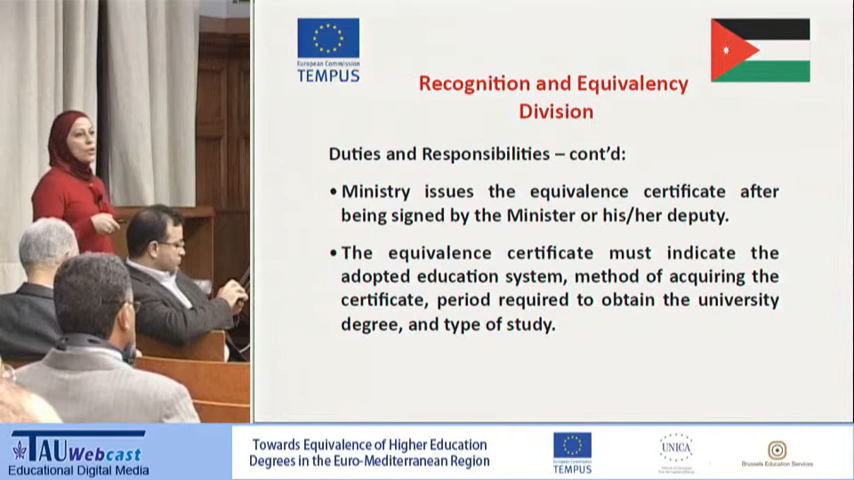 European Commission
TEMPUS
Recognition and Equivalency
Division
Duties and Responsibilities – cont’d:
• Ministry issues the equivalence certificate after
being signed by the Minister or his/her deputy.
• The equivalence certificate must indicate the
adopted education system, method of acquiring the
certificate, period required to obtain the university
degree, and type of study.
TAU Webcast
Educational Digital Media
Towards Equivalence of Higher Education
Degrees in the Euro-Mediterranean Region
European Commission
TEMPUS
UNICA
Brussels Education Services